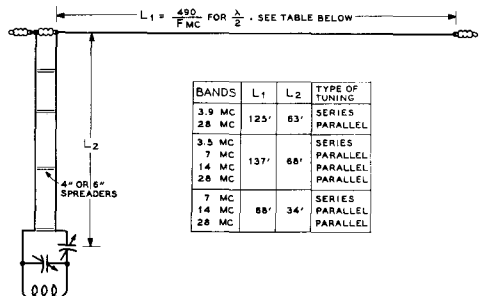 L1 = 490 / F MC FOR λ/2 . SEE TABLE BELOW
L2
4" OR 6"
SPREADERS
BANDS L1 L2 TYPE OF TUNING
3.9 MC 125' 63' SERIES
28 MC PARALLEL
3.5 MC 137' 68' SERIES
7 MC PARALLEL
14 MC PARALLEL
28 MC PARALLEL
7 MC 68' 34' SERIES
14 MC PARALLEL
28 MC PARALLEL